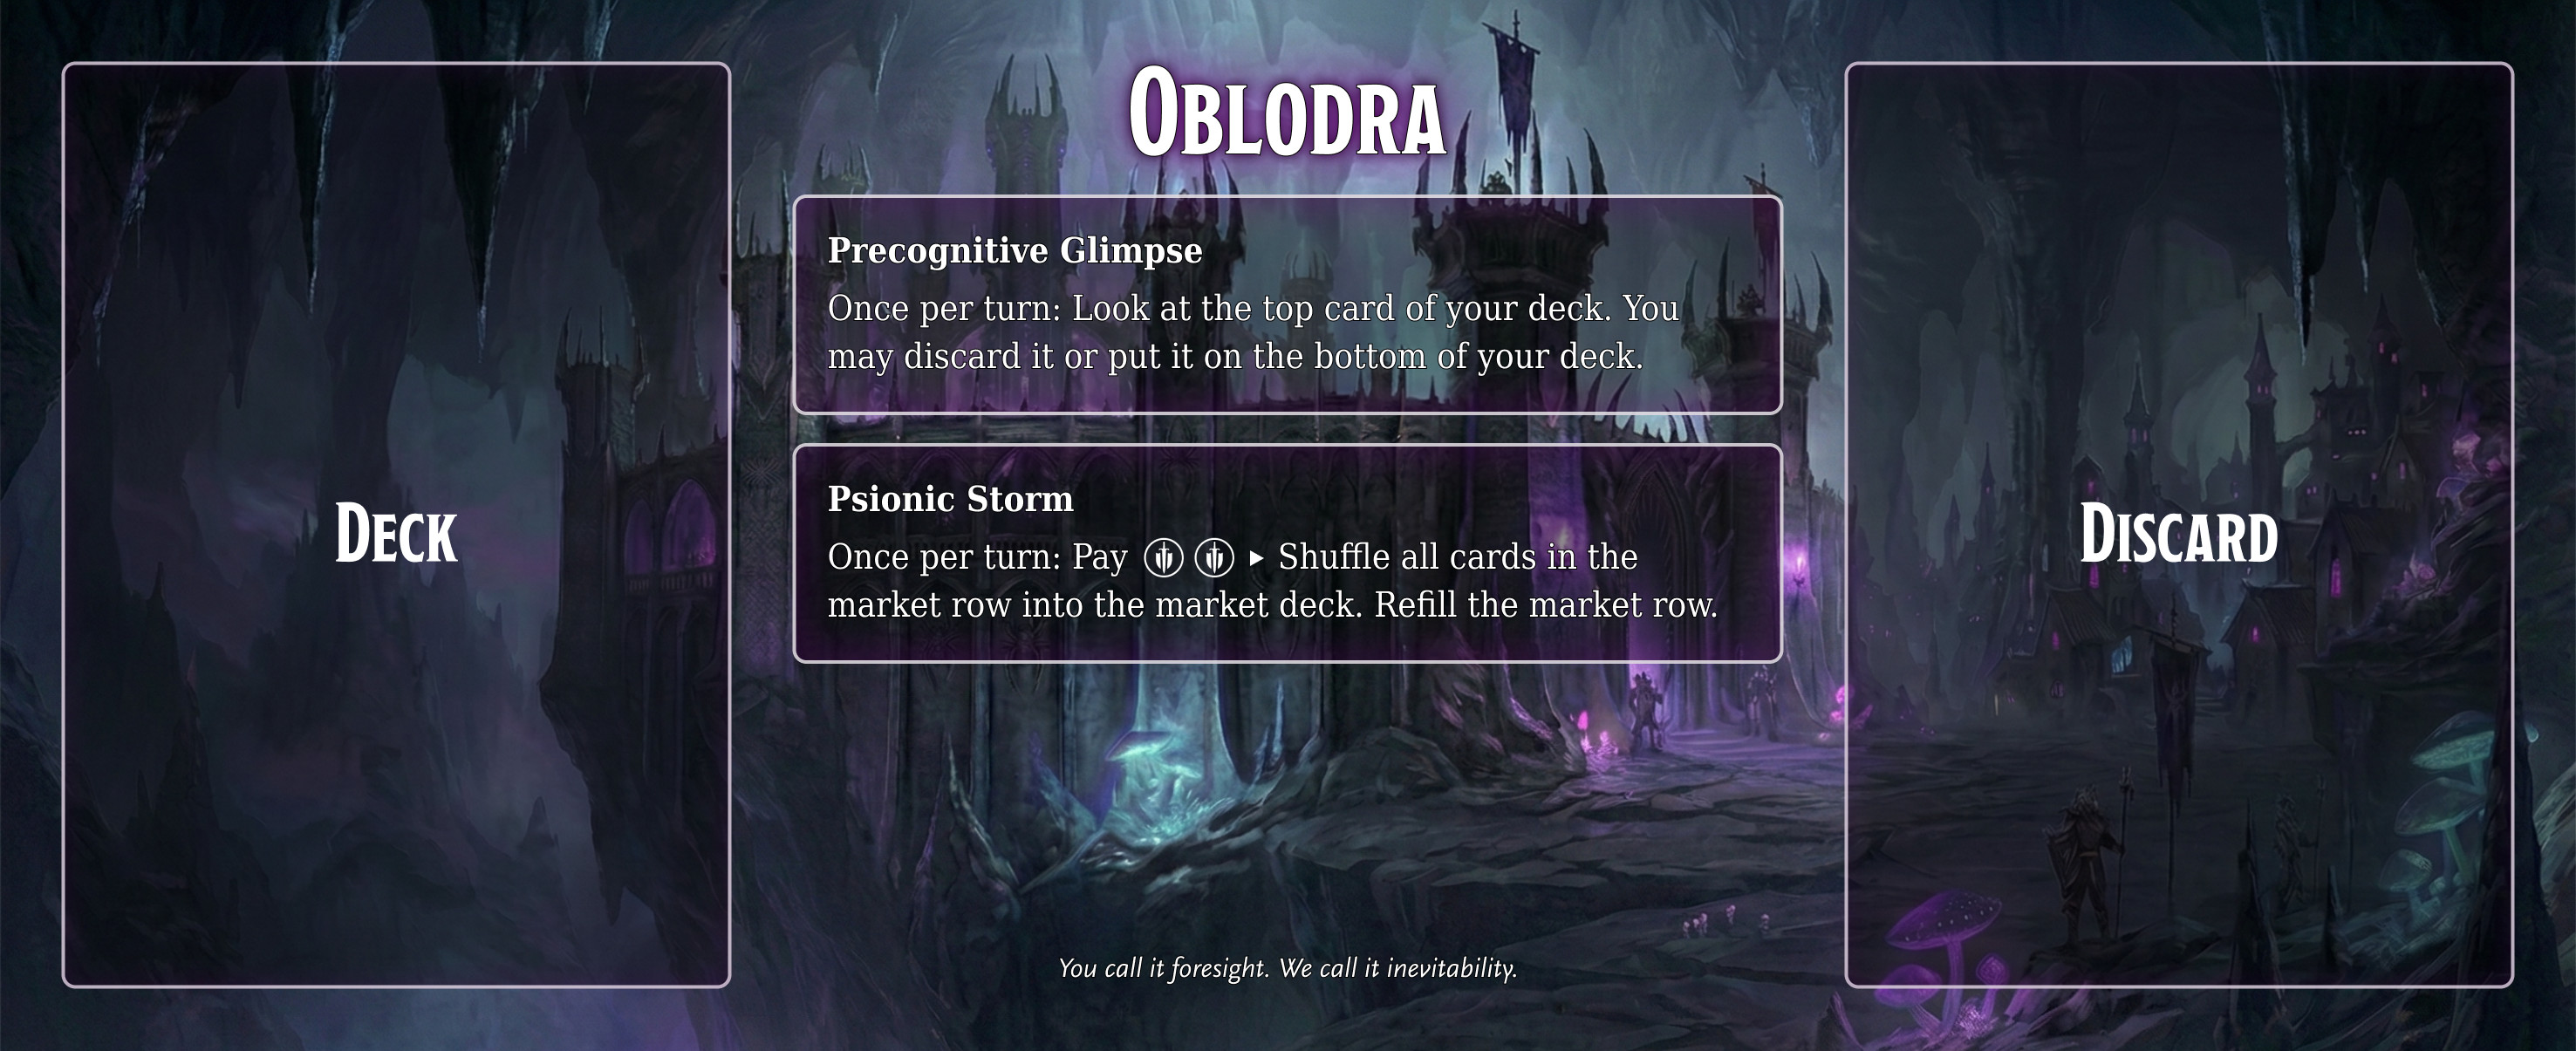 Oblodra
Precognitive Glimpse
Once per turn: Look at the top card of your deck. You
may discard it or put it on the bottom of your deck.
Psionic Storm
Once per turn: Pay ▸ Shuffle all cards in the
market row into the market deck. Refill the market row.
Deck
Discard
You call it foresight. We call it inevitability.